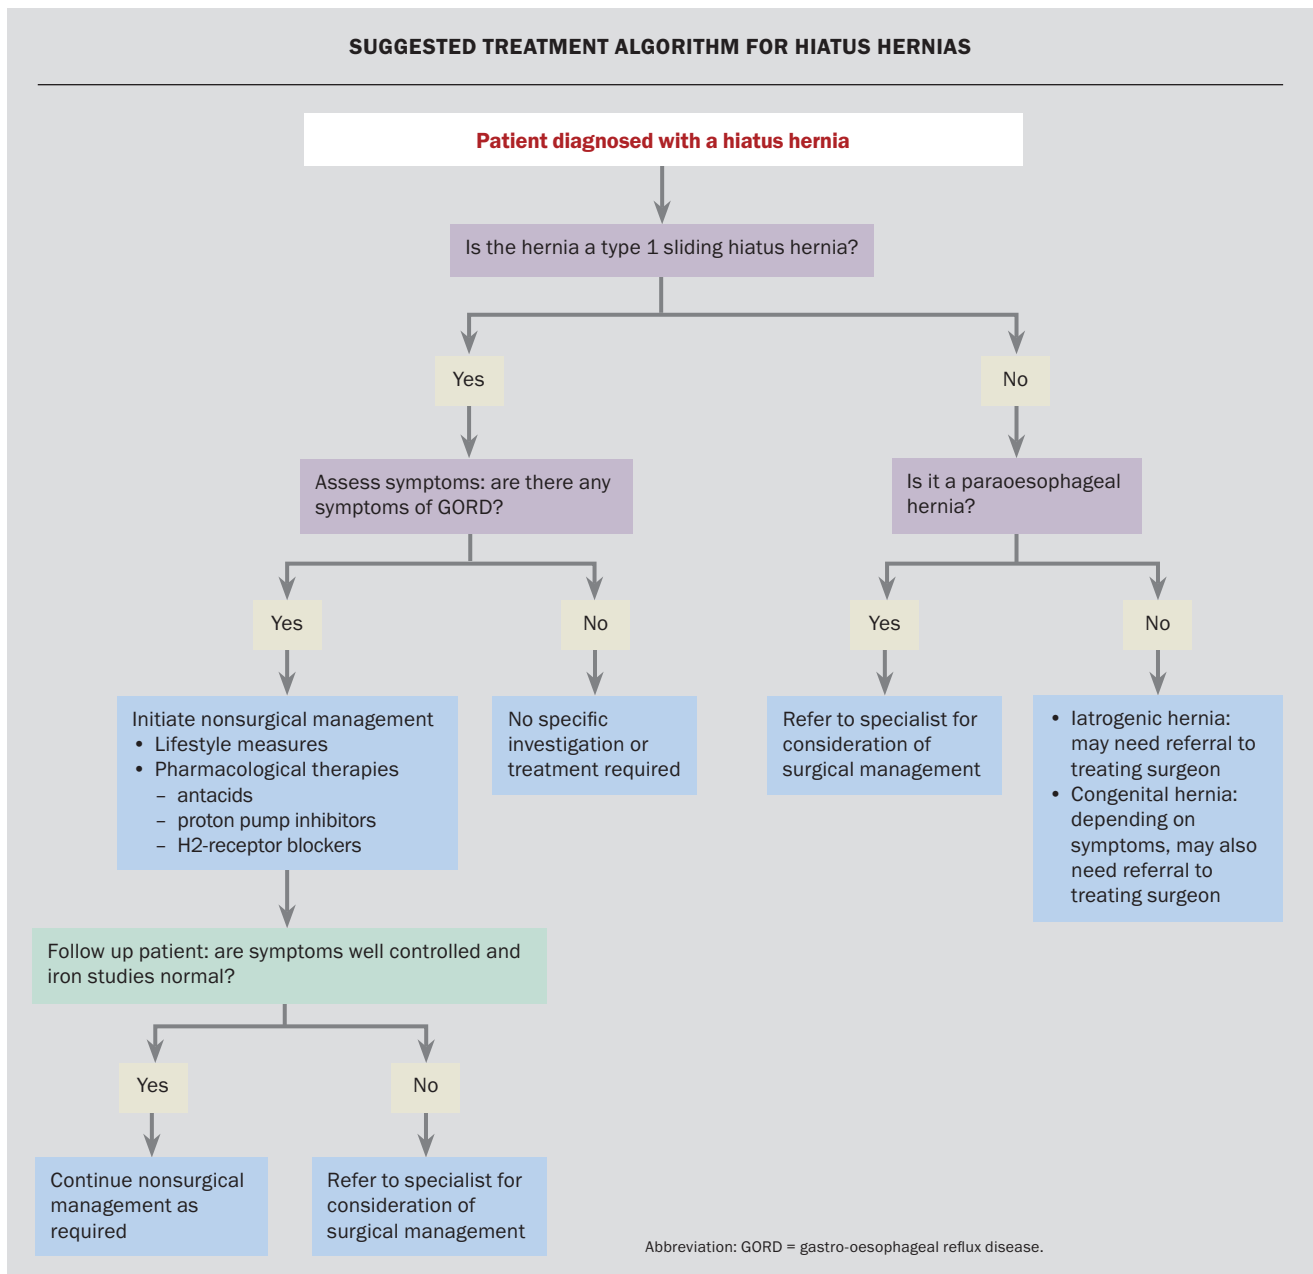 SUGGESTED TREATMENT ALGORITHM FOR HIATUS HERNIAS
Patient diagnosed with a hiatus hernia
Is the hernia a type 1 sliding hiatus hernia?
Yes
No
Assess symptoms: are there any
symptoms of GORD?
Is it a paraoesophageal
hernia?
Yes
No
Yes
No
Initiate nonsurgical management
• Lifestyle measures
• Pharmacological therapies
– antacids
– proton pump inhibitors
– H2-receptor blockers
No specific
investigation or
treatment required
Refer to specialist for
consideration of
surgical management
• Iatrogenic hernia:
may need referral to
treating surgeon
• Congenital hernia:
depending on
symptoms, may also
need referral to
treating surgeon
Follow up patient: are symptoms well controlled and
iron studies normal?
Yes
No
Continue nonsurgical
management as
required
Refer to specialist for
consideration of
surgical management
Abbreviation: GORD = gastro-oesophageal reflux disease.